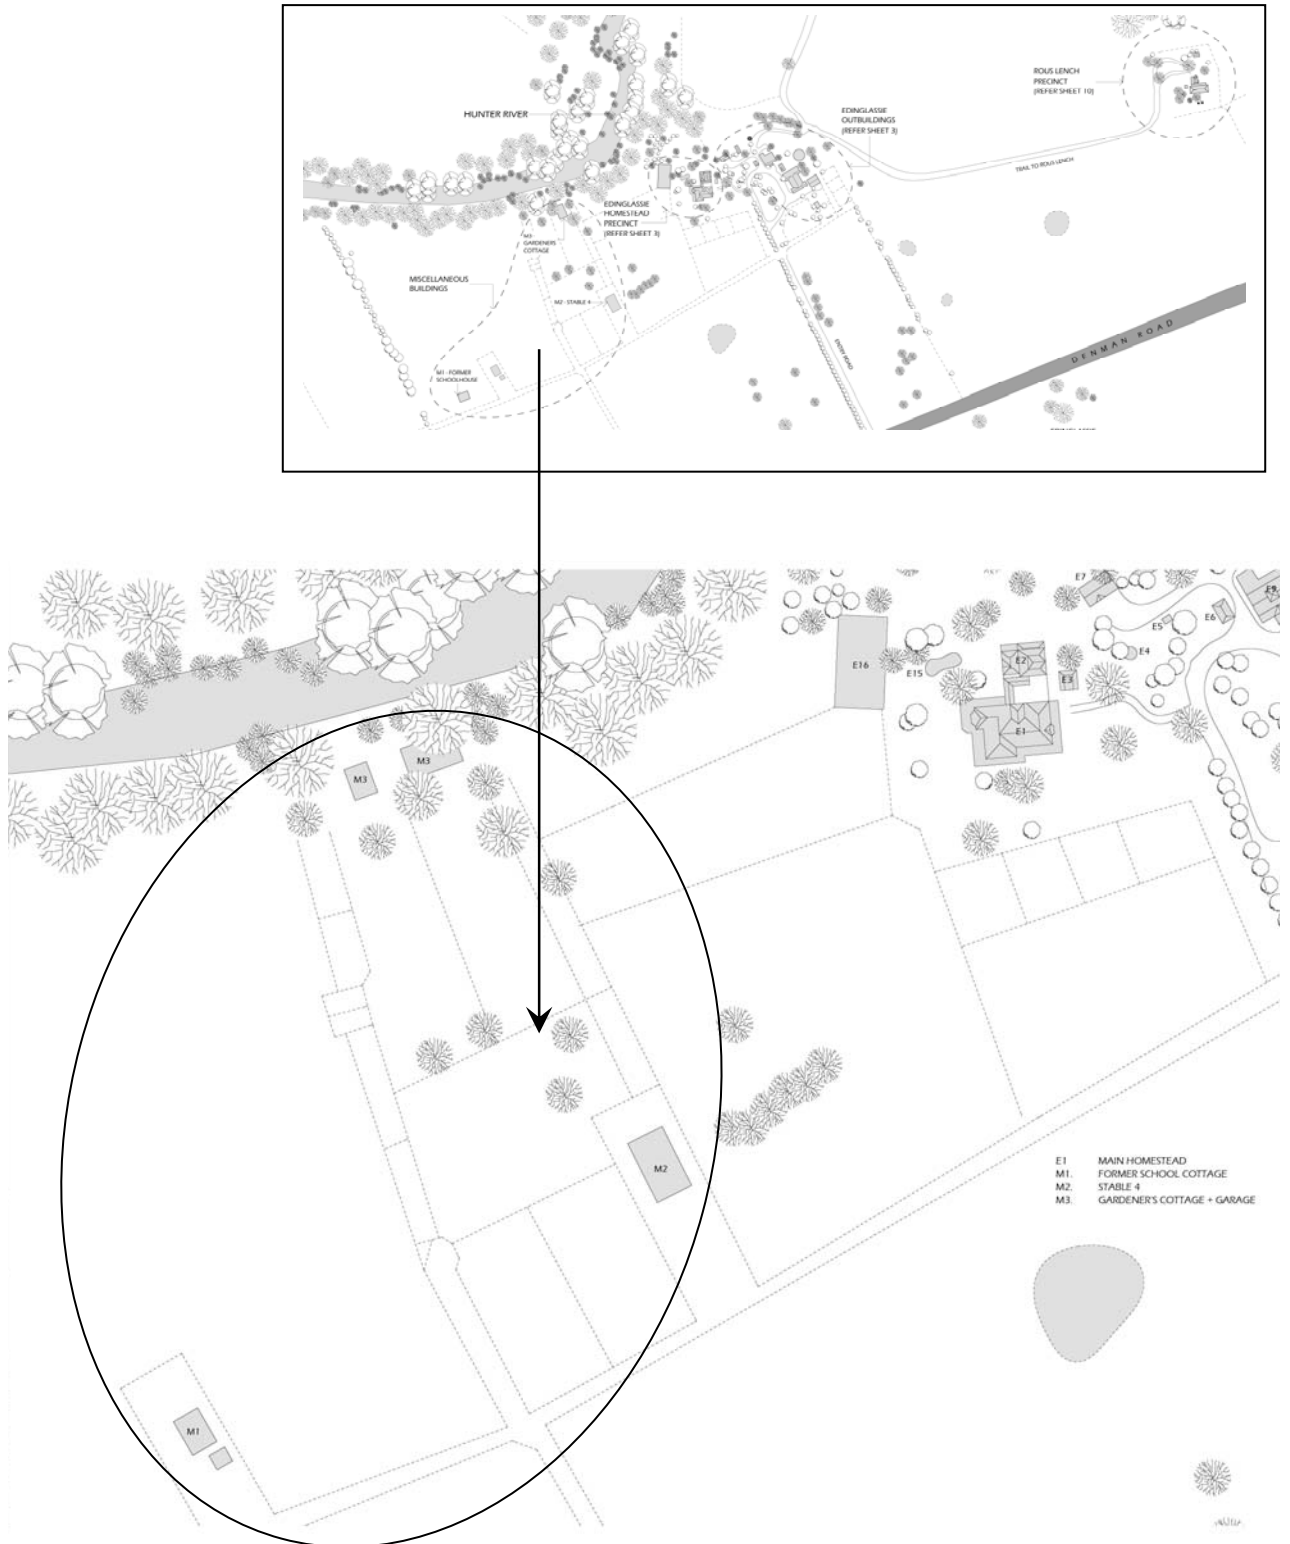 ROUS LENCH
PRECINCT
(REFER SHEET 10)
HUNTER RIVER
EDINGLASSIE
OUTBUILDINGS
(REFER SHEET 3)
TRAIL TO ROUS LENCH
EDINGLASSIE
HOMESTEAD
PRECINCT
(REFER SHEET 3)
M3 -
GARDENERS
COTTAGE
MISCELLANEOUS
BUILDINGS
M2 - STABLE 4
ENTRY ROAD
DENMAN ROAD
M1 - FORMER
SCHOOLHOUSE
E7
E9
E5
E6
E16
E15
E2
E4
E3
E1
M3
M3
M2
E1 MAIN HOMESTEAD
M1. FORMER SCHOOL COTTAGE
M2. STABLE 4
M3. GARDENER'S COTTAGE + GARAGE
M1